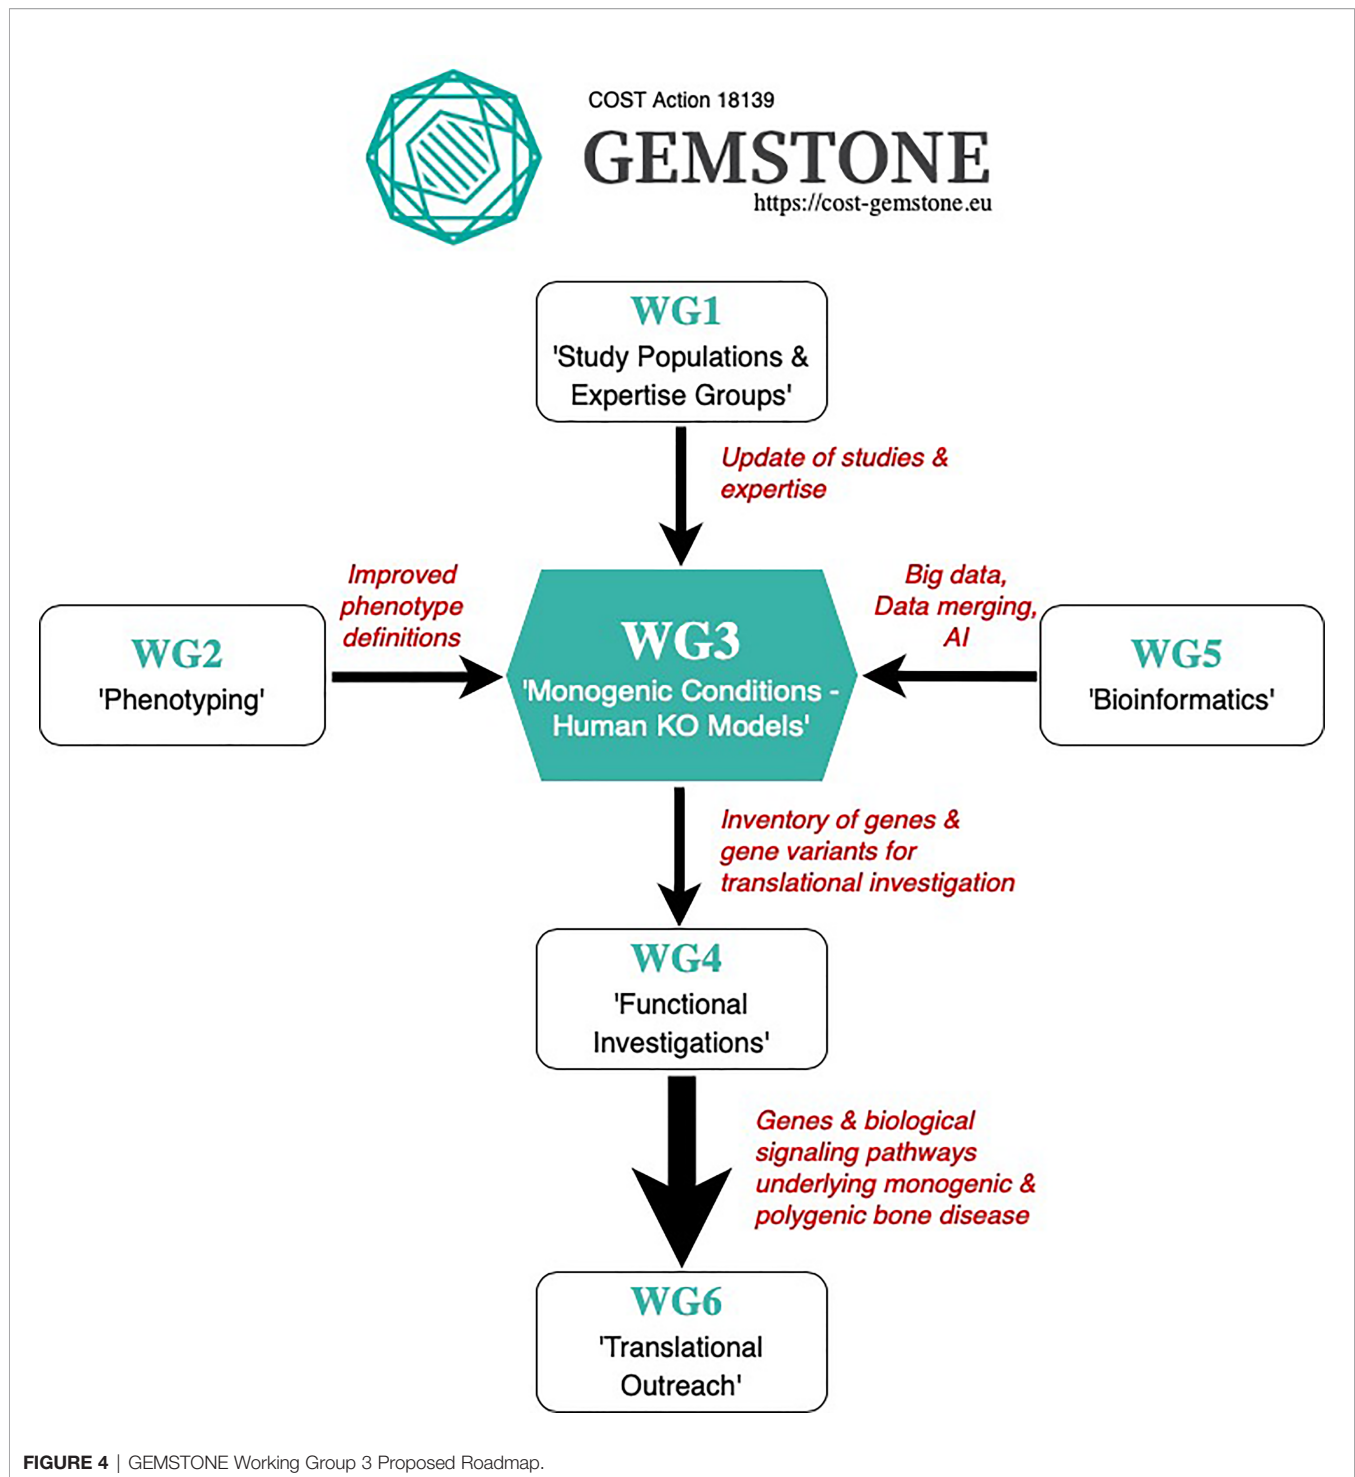 COST Action 18139
GEMSTONE
https://cost-gemstone.eu
WG1
'Study Populations &
Expertise Groups'
Update of studies &
expertise
Improved
phenotype
definitions
Big data,
Data merging,
AI
WG2
'Phenotyping'
WG3
'Monogenic Conditions -
Human KO Models'
WG5
'Bioinformatics'
Inventory of genes &
gene variants for
translational investigation
WG4
'Functional
Investigations'
Genes & biological
signaling pathways
underlying monogenic &
polygenic bone disease
WG6
'Translational
Outreach'
FIGURE 4 | GEMSTONE Working Group 3 Proposed Roadmap.